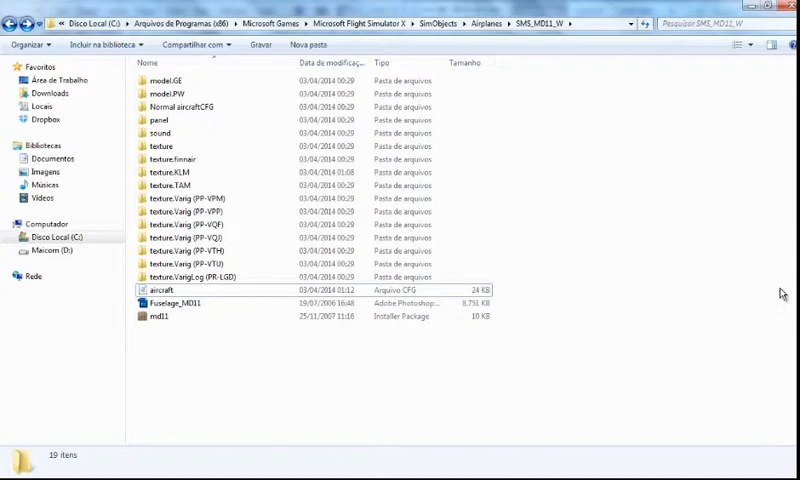 « Disco Local (C:) ▸ Arquivos de Programas (x86) ▸ Microsoft Games ▸ Microsoft Flight Simulator X ▸ SimObjects ▸ Airplanes ▸ SMS_MD11_W ▸
Pesquisar SMS_MD11_W
Organizar Incluir na biblioteca Compartilhar com Gravar Nova pasta
Favoritos
Área de Trabalho
Downloads
Locais
Dropbox
Bibliotecas
Documentos
Imagens
Músicas
Vídeos
Computador
Disco Local (C:)
Maicom (D:)
Rede
Nome Data de modificaç... Tipo Tamanho
model.GE 03/04/2014 00:29 Pasta de arquivos
model.PW 03/04/2014 00:29 Pasta de arquivos
Normal aircraftCFG 03/04/2014 00:29 Pasta de arquivos
panel 03/04/2014 00:29 Pasta de arquivos
sound 03/04/2014 00:29 Pasta de arquivos
texture 03/04/2014 00:29 Pasta de arquivos
texture.finnair 03/04/2014 00:29 Pasta de arquivos
texture.KLM 03/04/2014 01:08 Pasta de arquivos
texture.TAM 03/04/2014 00:29 Pasta de arquivos
texture.Varig (PP-VPM) 03/04/2014 00:29 Pasta de arquivos
texture.Varig (PP-VPP) 03/04/2014 00:29 Pasta de arquivos
texture.Varig (PP-VQF) 03/04/2014 00:29 Pasta de arquivos
texture.Varig (PP-VQJ) 03/04/2014 00:29 Pasta de arquivos
texture.Varig (PP-VTH) 03/04/2014 00:29 Pasta de arquivos
texture.Varig (PP-VTU) 03/04/2014 00:29 Pasta de arquivos
texture.VarigLog (PR-LGD) 03/04/2014 00:29 Pasta de arquivos
aircraft 03/04/2014 01:12 Arquivo CFG 24 KB
Fuselage_MD11 19/07/2006 16:48 Adobe Photoshop... 8.751 KB
md11 25/11/2007 11:16 Installer Package 10 KB
19 itens